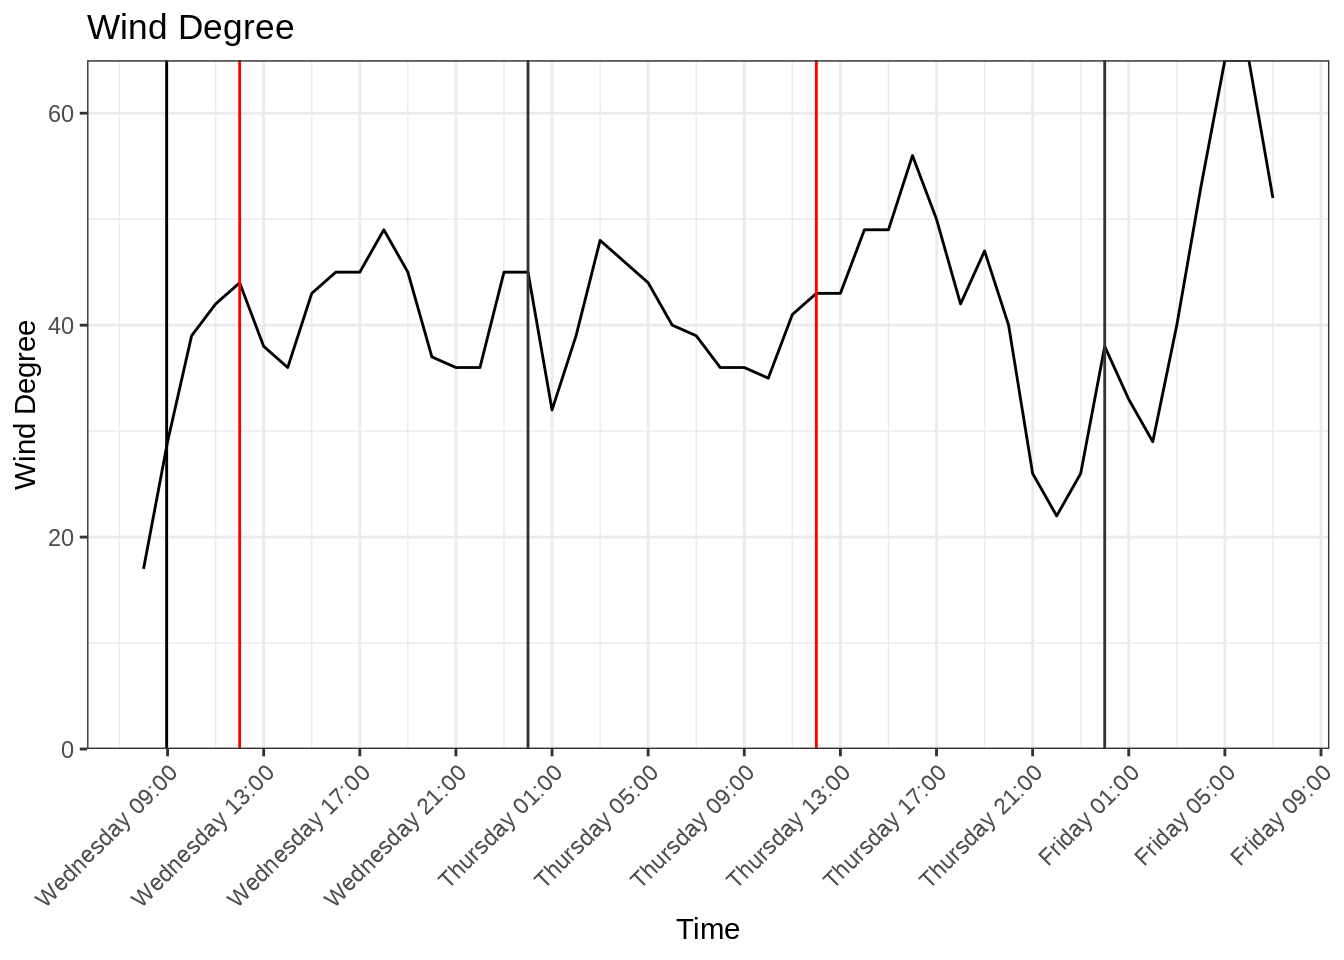 Wind Degree
Wind Degree
60
40
20
0
Wednesday 09:00
Wednesday 13:00
Wednesday 17:00
Wednesday 21:00
Thursday 01:00
Thursday 05:00
Thursday 09:00
Thursday 13:00
Thursday 17:00
Thursday 21:00
Friday 01:00
Friday 05:00
Friday 09:00
Time